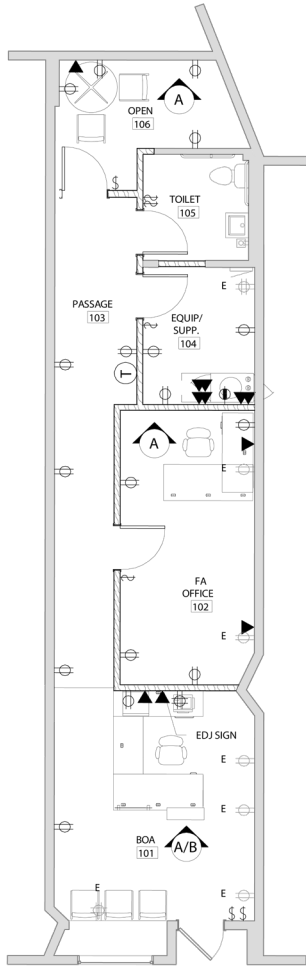 A
OPEN
106
$
TOILET
105
PASSAGE
103
E
EQUIP/
SUPP.
104
T
A
E
FA
OFFICE
102
E
EDJ SIGN
E
E
BOA
101
A/B
E
E
$ $